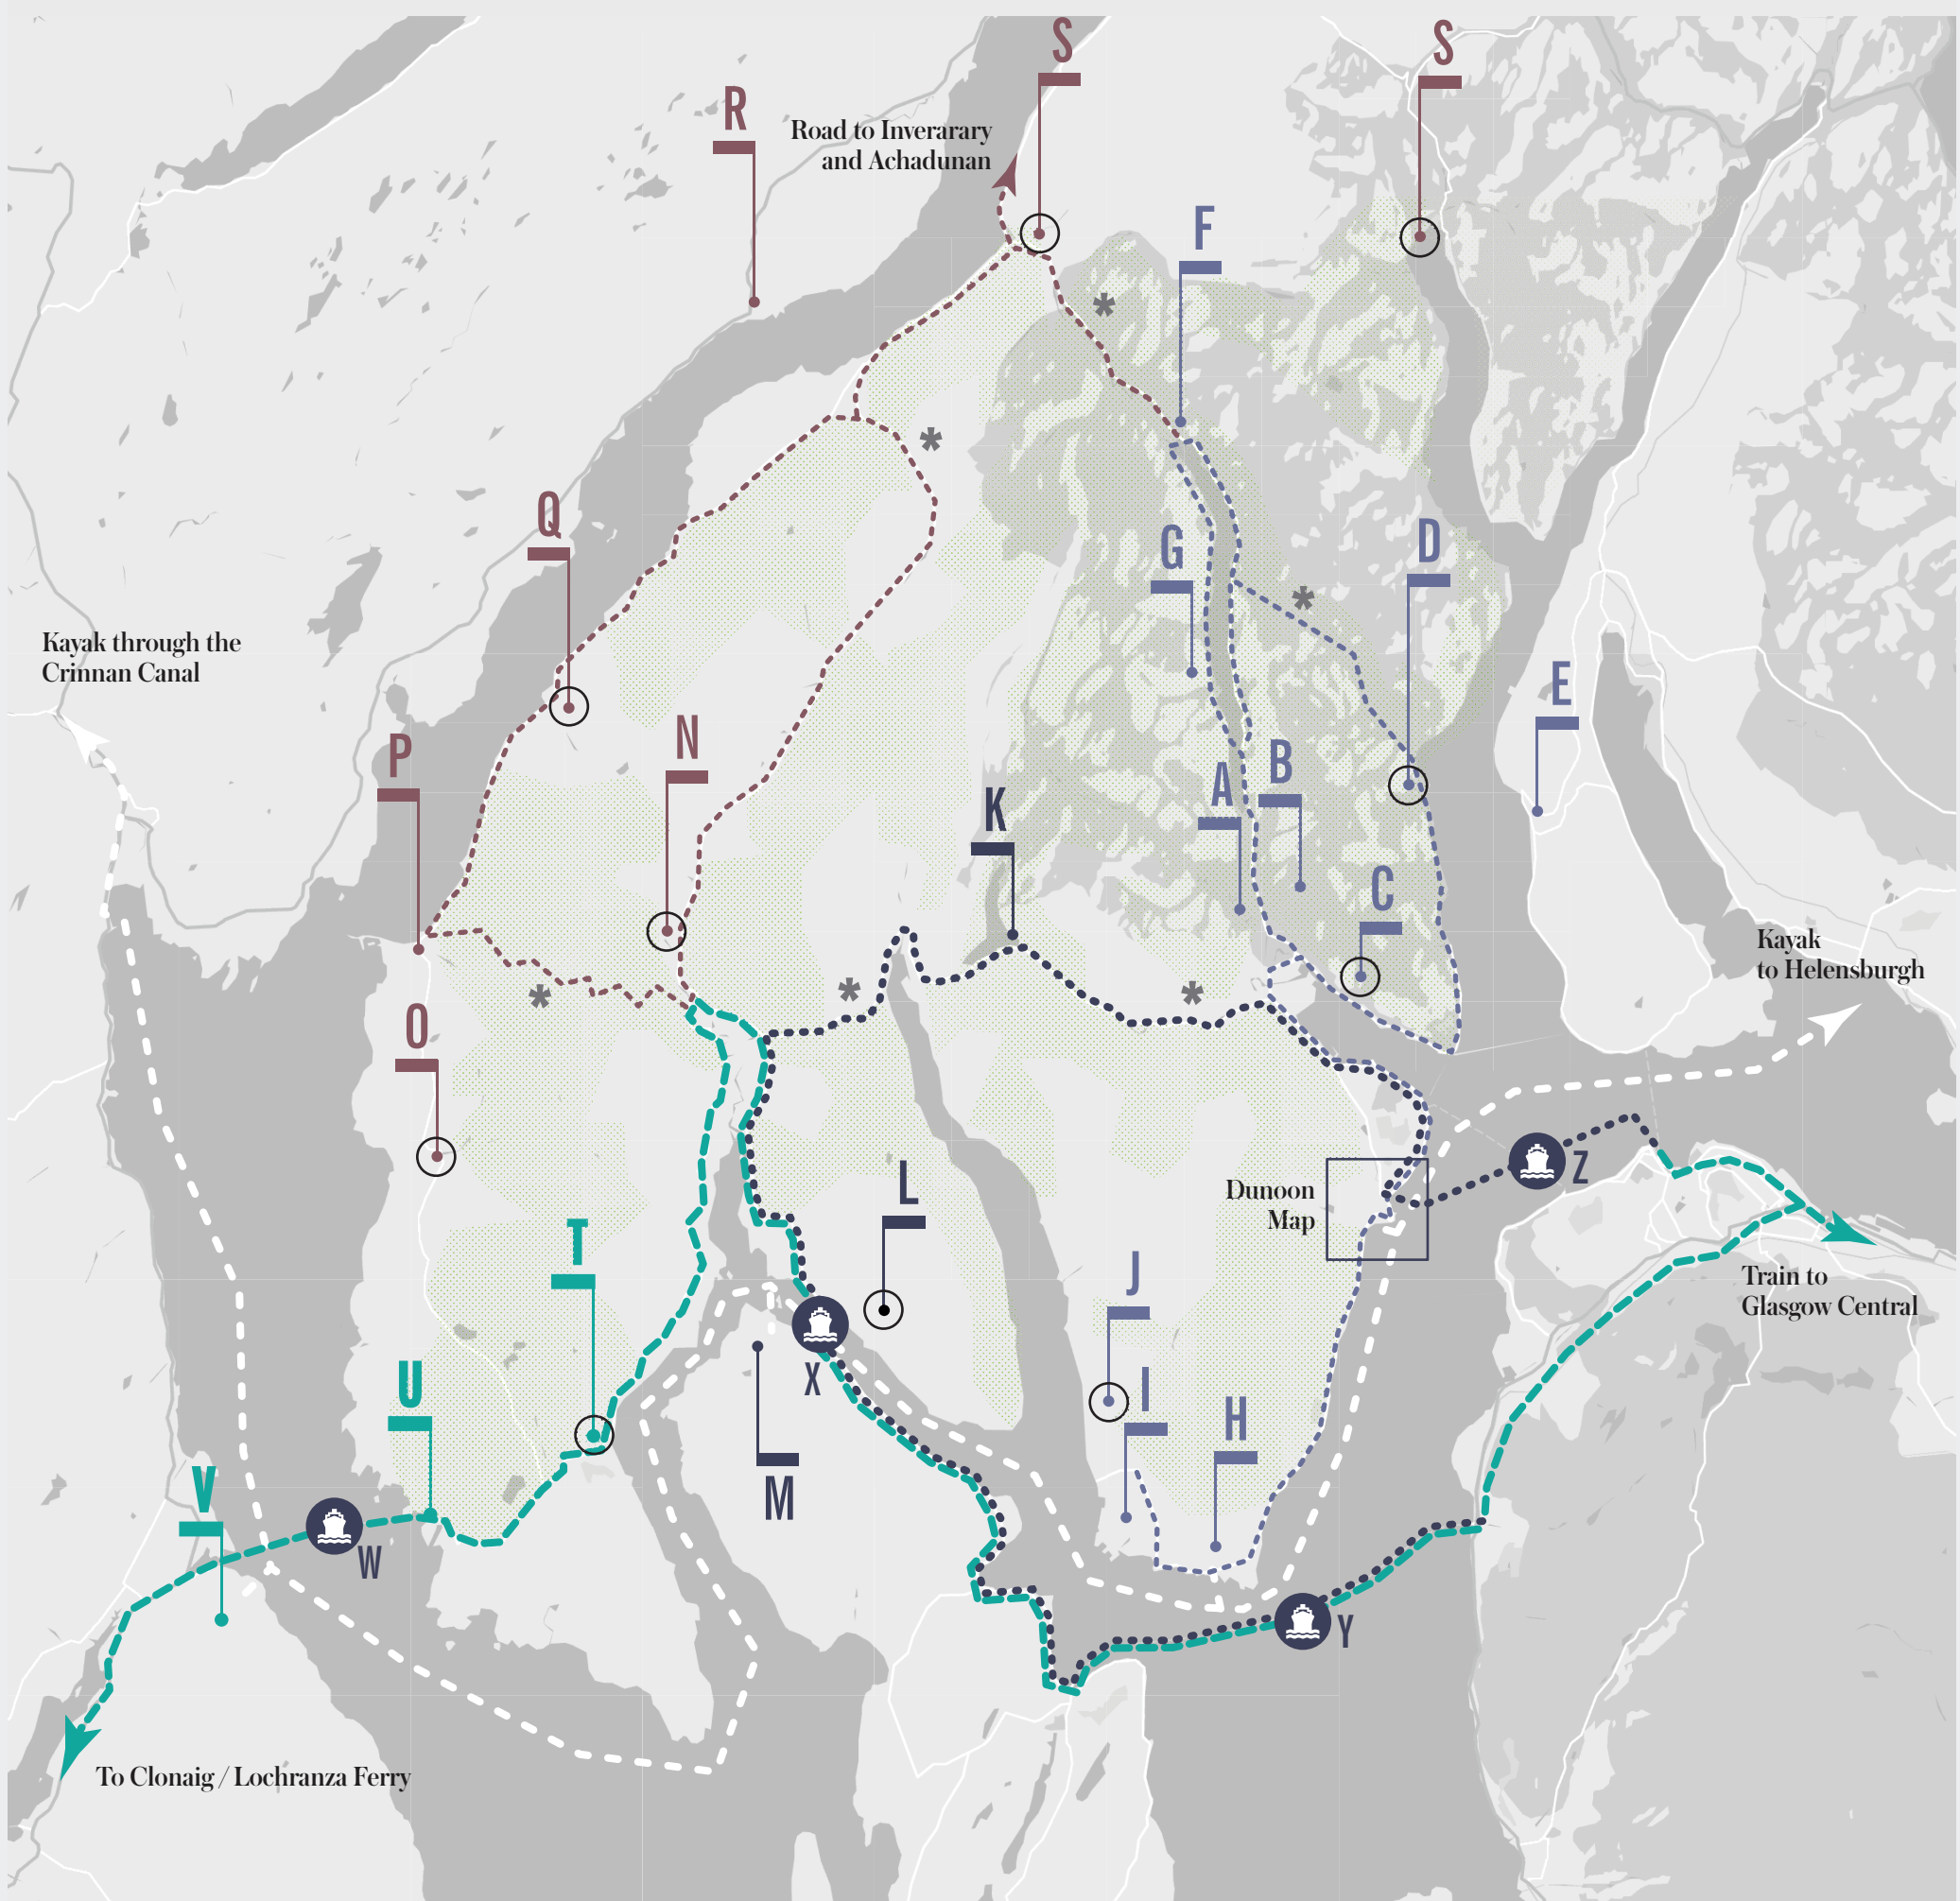 S
S
R
Road to Inverarary
and Achadunan
F
Q
G
D
Kayak through the
Crinnan Canal
E
N
P
B
A
K
C
Kayak
to Helensburgh
O
Z
L
Dunoon
Map
T
J
Train to
Glasgow Central
X
I
U
H
V
M
W
Y
To Clonaig / Lochranza Ferry